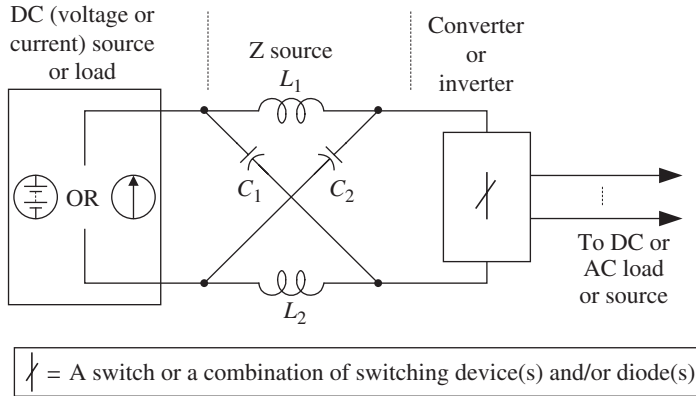 DC (voltage or
current) source
or load
Z source
Converter
or
inverter
L1
C1
C2
L2
OR
To DC or
AC load
or source
= A switch or a combination of switching device(s) and/or diode(s)